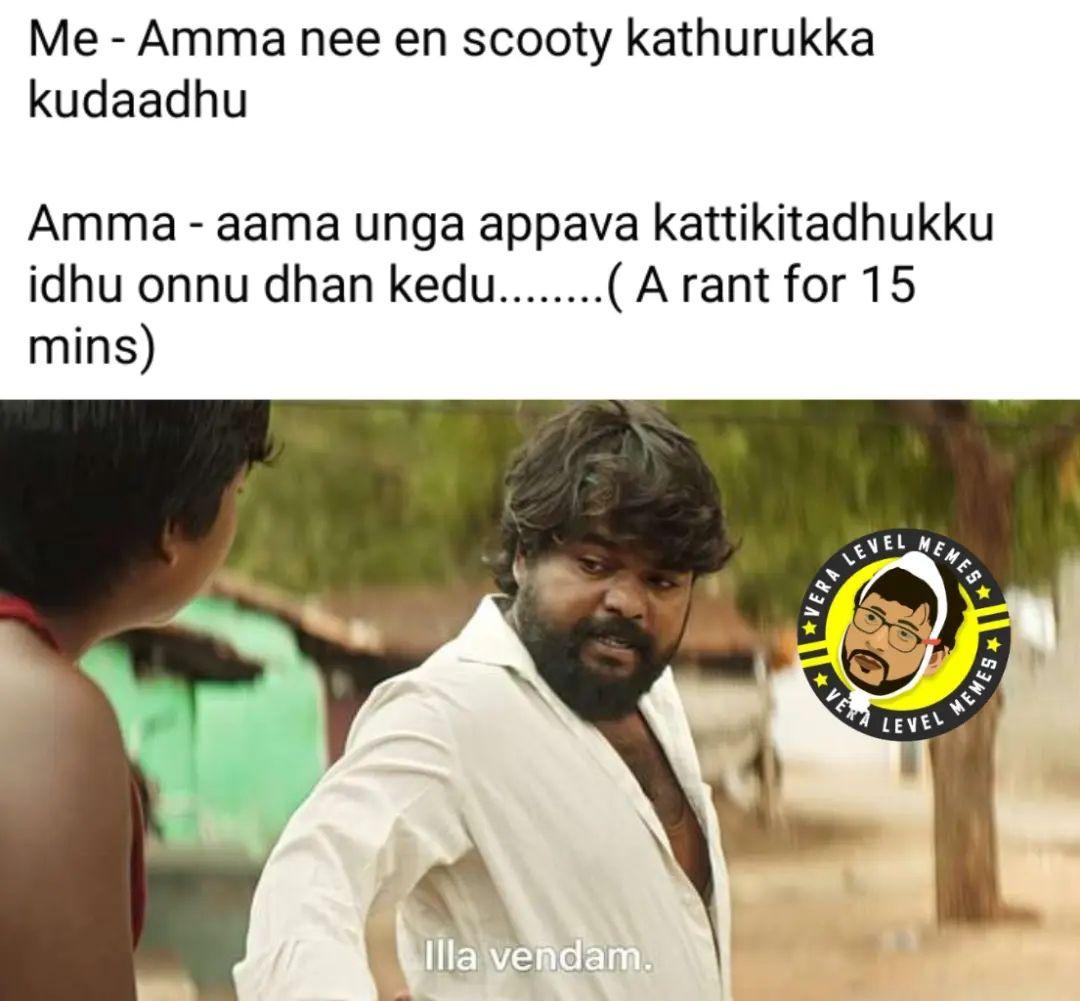 Me - Amma nee en scooty kathurukka
kudaadhu
Amma - aama unga appava kattikitadhukku
idhu onnu dhan kedu........( A rant for 15
mins)
VERA LEVEL MEMES
VERA LEVEL MEMES
Illa vendam.